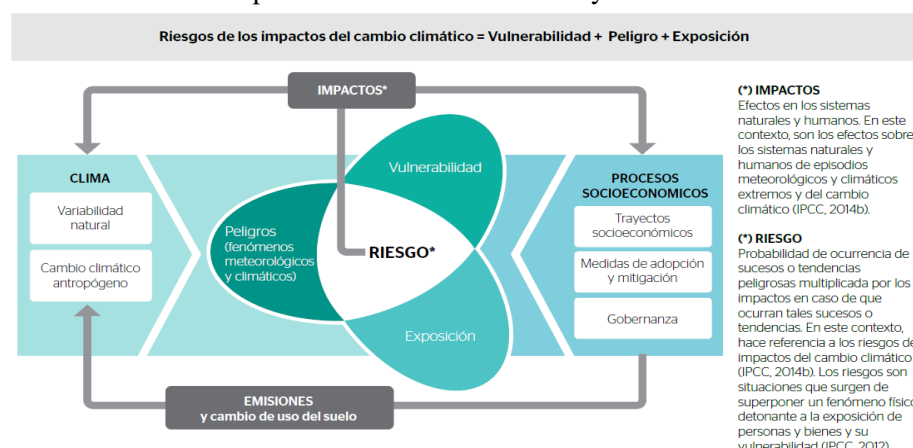 Riesgos de los impactos del cambio climático = Vulnerabilidad + Peligro + Exposición
IMPACTOS*
CLIMA
Variabilidad
natural
Cambio climático
antropógeno
Peligros
(fenómenos
meteorológicos
y climáticos)
Vulnerabilidad
RIESGO*
Exposición
PROCESOS
SOCIOECONOMICOS
Trayectos
socioeconómicos
Medidas de adopción
y mitigación
Gobernanza
EMISIONES
y cambio de uso del suelo
(*) IMPACTOS
Efectos en los sistemas
naturales y humanos. En este
contexto, son los efectos sobre
los sistemas naturales y
humanos de episodios
meteorológicos y climáticos
extremos y del cambio
climático (IPCC, 2014b).
(*) RIESGO
Probabilidad de ocurrencia de
sucesos o tendencias
peligrosas multiplicada por los
impactos en caso de que
ocurran tales sucesos o
tendencias. En este contexto,
hace referencia a los riesgos de
impactos del cambio climático
(IPCC, 2014b). Los riesgos son
situaciones que surgen de
superponer un fenómeno físico
detonante a la exposición de
personas y bienes y su
vulnerabilidad (IPCC, 2012)